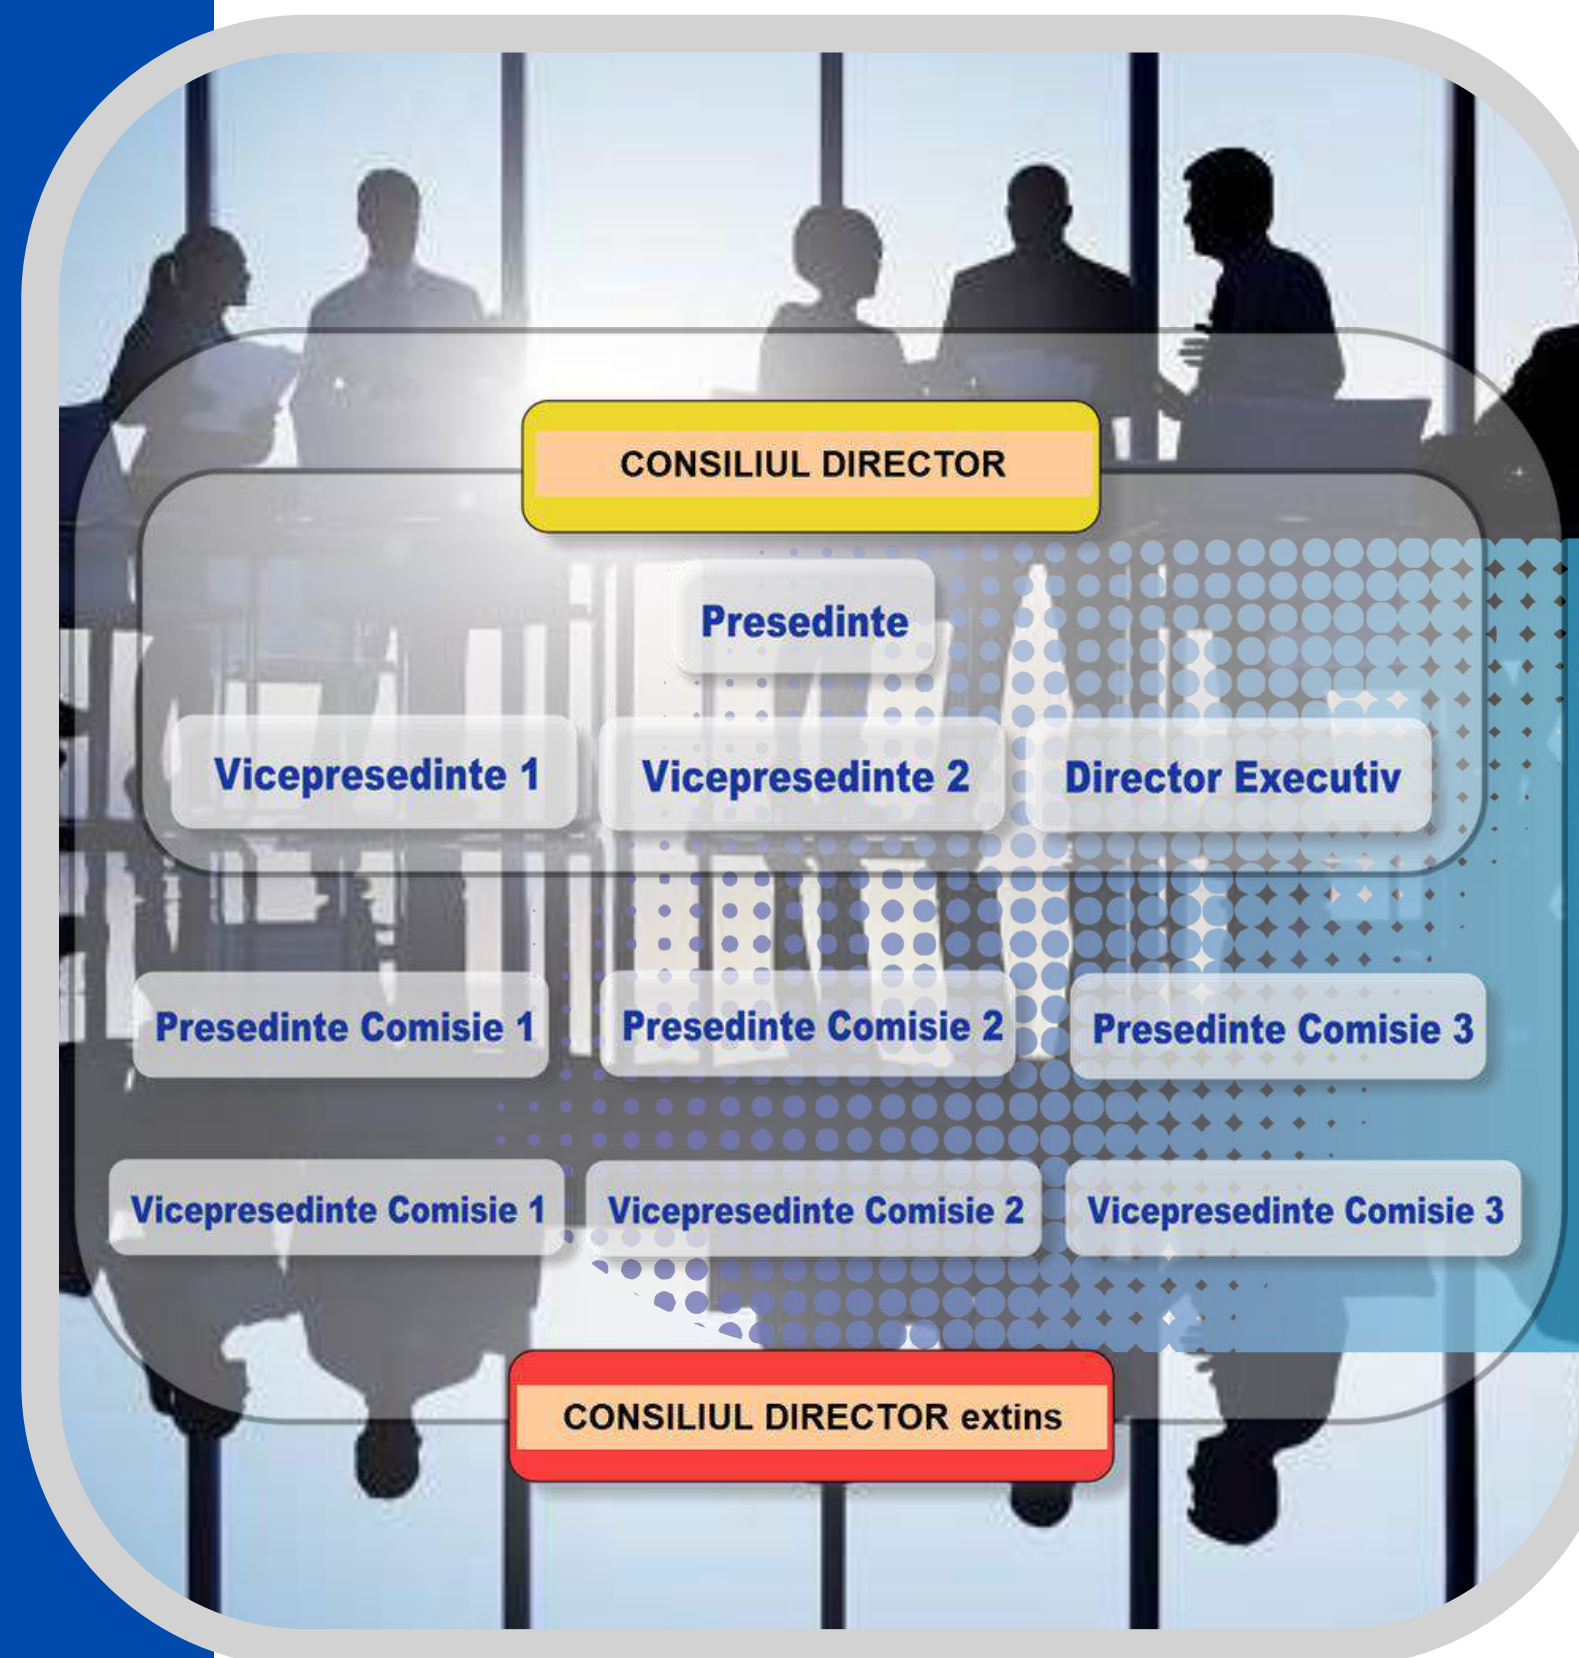 CONSILIUL DIRECTOR
Presedinte
Vicepresedinte 1
Vicepresedinte 2
Director Executiv
Presedinte Comisie 1
Presedinte Comisie 2
Presedinte Comisie 3
Vicepresedinte Comisie 1
Vicepresedinte Comisie 2
Vicepresedinte Comisie 3
CONSILIUL DIRECTOR extins